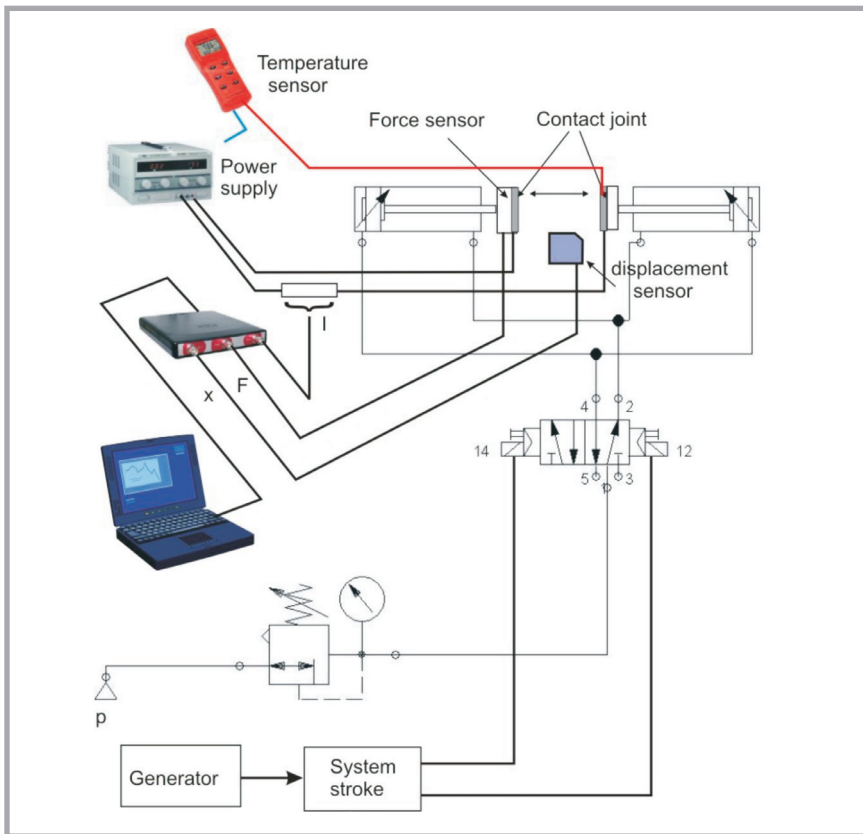 Temperature
sensor
Force sensor
Contact joint
Power
supply
displacement
sensor
I
F
x
4
2
14
12
5
3
1
p
Generator
System
stroke